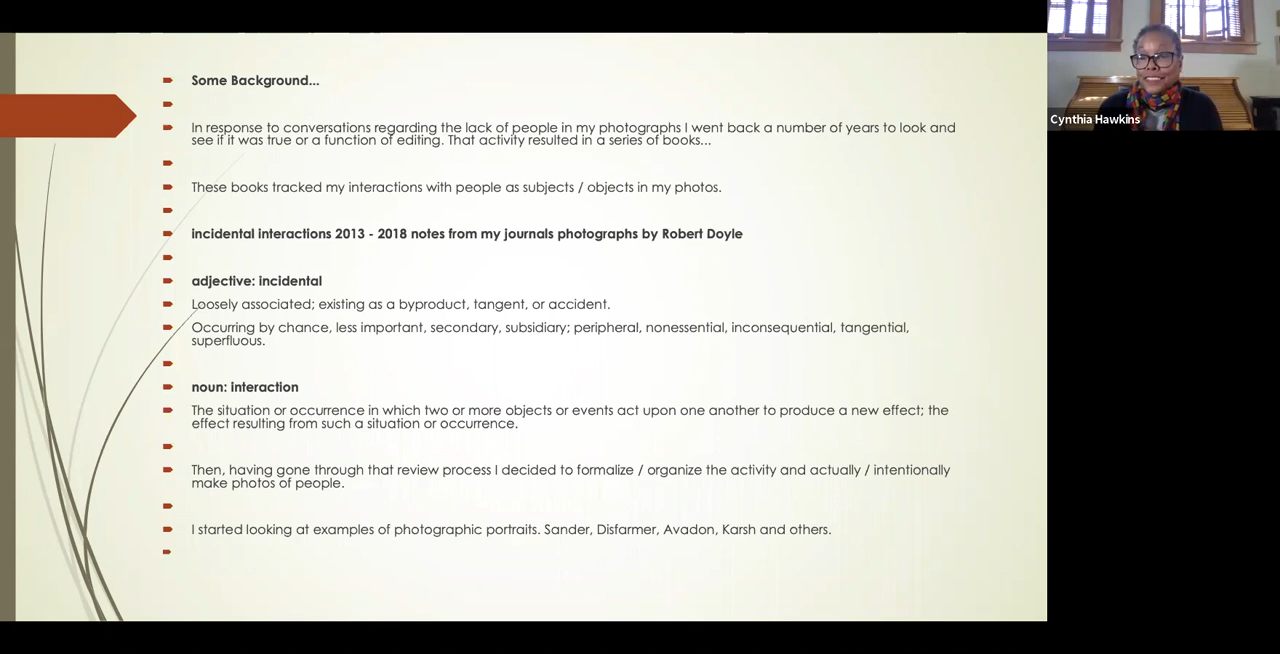 Some Background...
In response to conversations regarding the lack of people in my photographs I went back a number of years to look and
see if it was true or a function of editing. That activity resulted in a series of books...
These books tracked my interactions with people as subjects / objects in my photos.
incidental interactions 2013 - 2018 notes from my journals photographs by Robert Doyle
adjective: incidental
Loosely associated; existing as a byproduct, tangent, or accident.
Occurring by chance, less important, secondary, subsidiary; peripheral, nonessential, inconsequential, tangential,
superfluous.
noun: interaction
The situation or occurrence in which two or more objects or events act upon one another to produce a new effect; the
effect resulting from such a situation or occurrence.
Then, having gone through that review process I decided to formalize / organize the activity and actually / intentionally
make photos of people.
I started looking at examples of photographic portraits. Sander, Disfarmer, Avadon, Karsh and others.
Cynthia Hawkins